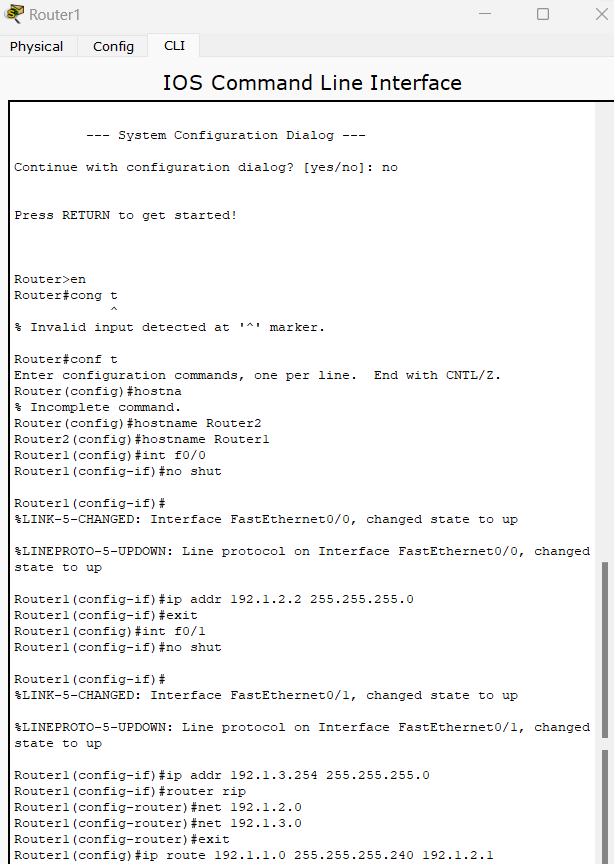 Router1
Physical Config CLI
IOS Command Line Interface
--- System Configuration Dialog ---
Continue with configuration dialog? [yes/no]: no
Press RETURN to get started!
Router>en
Router#cong t
^
% Invalid input detected at '^' marker.
Router#conf t
Enter configuration commands, one per line.  End with CNTL/Z.
Router(config)#hostna
% Incomplete command.
Router(config)#hostname Router2
Router2(config)#hostname Router1
Router1(config)#int f0/0
Router1(config-if)#no shut
Router1(config-if)#
%LINK-5-CHANGED: Interface FastEthernet0/0, changed state to up
%LINEPROTO-5-UPDOWN: Line protocol on Interface FastEthernet0/0, changed
state to up
Router1(config-if)#ip addr 192.1.2.2 255.255.255.0
Router1(config-if)#exit
Router1(config)#int f0/1
Router1(config-if)#no shut
Router1(config-if)#
%LINK-5-CHANGED: Interface FastEthernet0/1, changed state to up
%LINEPROTO-5-UPDOWN: Line protocol on Interface FastEthernet0/1, changed
state to up
Router1(config-if)#ip addr 192.1.3.254 255.255.255.0
Router1(config-if)#router rip
Router1(config-router)#net 192.1.2.0
Router1(config-router)#net 192.1.3.0
Router1(config-router)#exit
Router1(config)#ip route 192.1.1.0 255.255.255.240 192.1.2.1